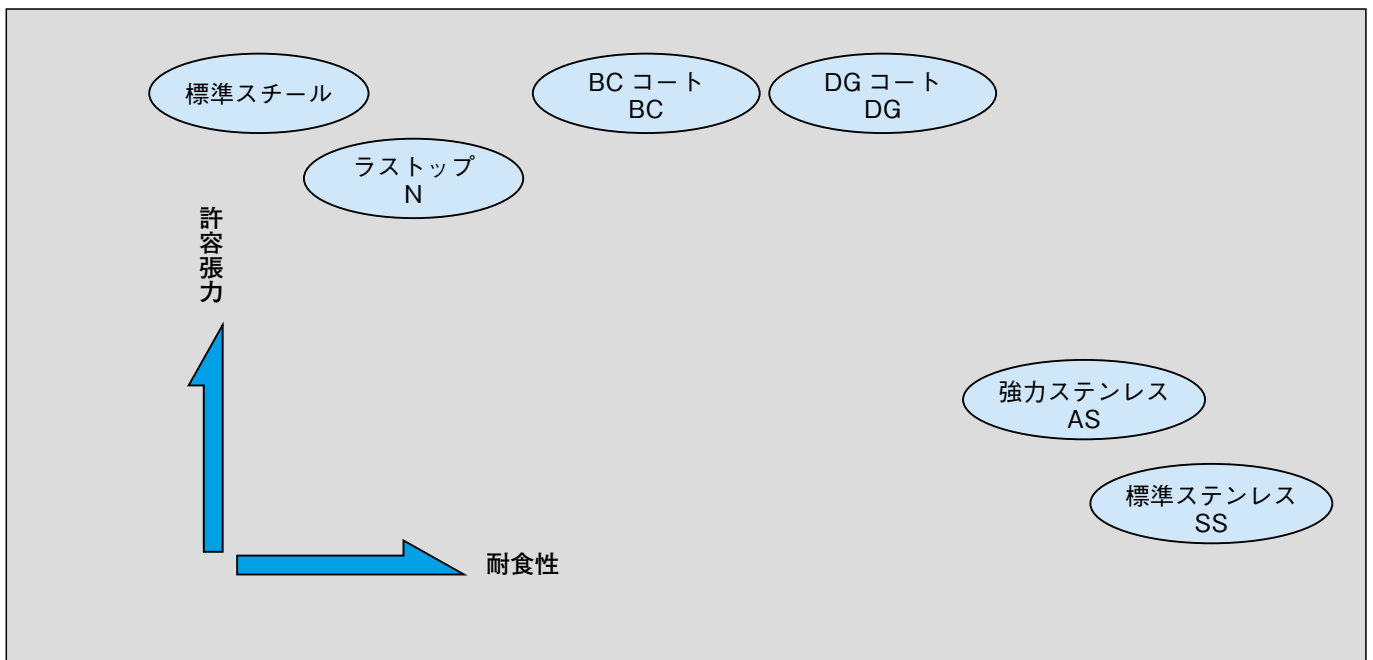 標準スチール
BC コート
BC
DG コート
DG
ラストップ
N
許容張力
強力ステンレス
AS
標準ステンレス
SS
耐食性